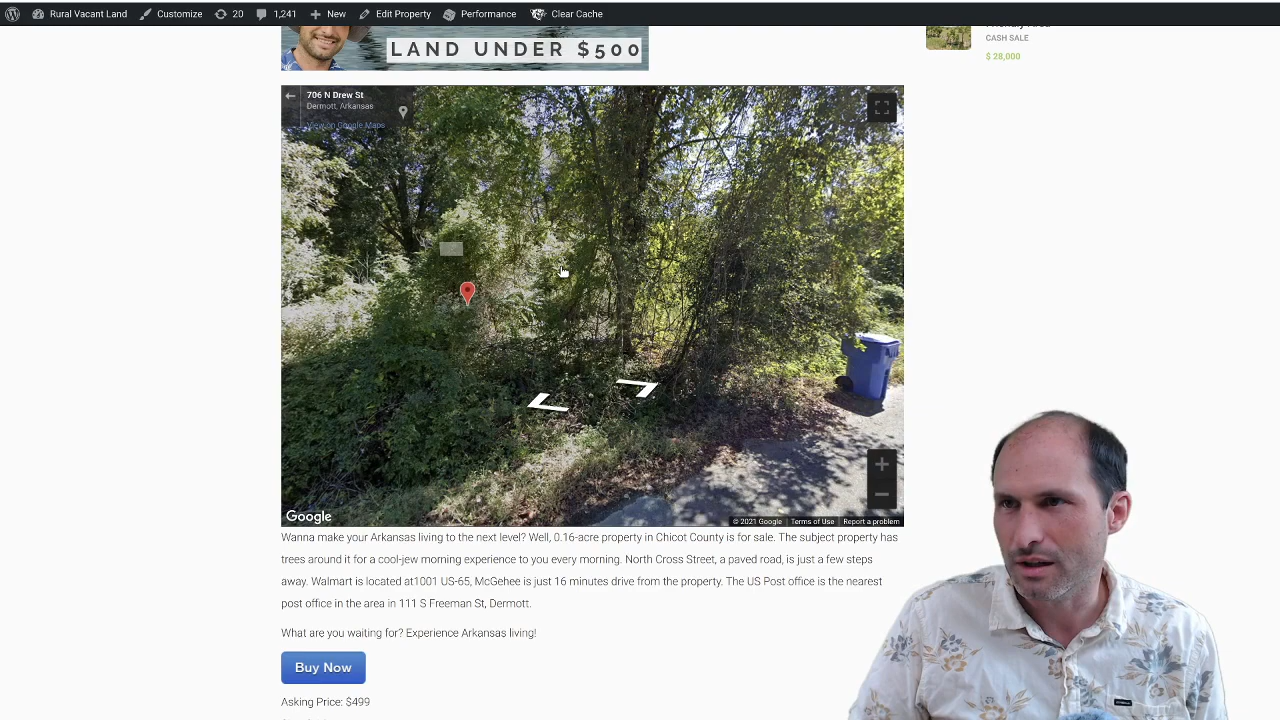 Rural Vacant Land Customize 20 1,241 New Edit Property Performance Clear Cache
LAND UNDER $500
CASH SALE
$ 28,000
706 N Drew St
Dermott, Arkansas
View on Google Maps
Google
© 2021 Google Terms of Use Report a problem
Wanna make your Arkansas living to the next level? Well, 0.16-acre property in Chicot County is for sale. The subject property has
trees around it for a cool-jew morning experience to you every morning. North Cross Street, a paved road, is just a few steps
away. Walmart is located at1001 US-65, McGehee is just 16 minutes drive from the property. The US Post office is the nearest
post office in the area in 111 S Freeman St, Dermott.
What are you waiting for? Experience Arkansas living!
Buy Now
Asking Price: $499